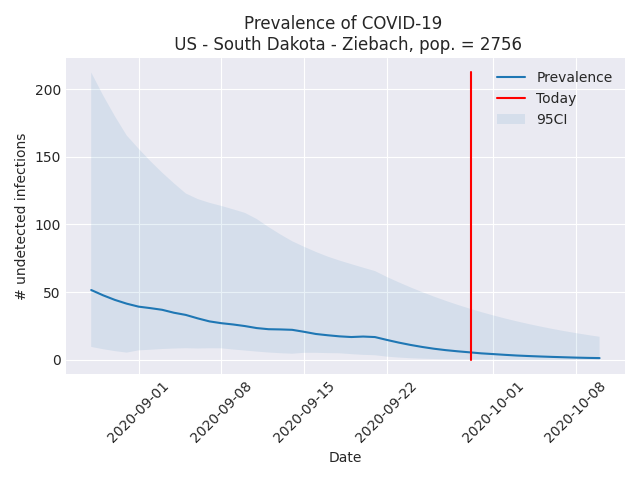 Prevalence of COVID-19
US - South Dakota - Ziebach, pop. = 2756
# undetected infections
200
150
100
50
0
Prevalence
Today
95CI
2020-09-01
2020-09-08
2020-09-15
2020-09-22
2020-10-01
2020-10-08
Date